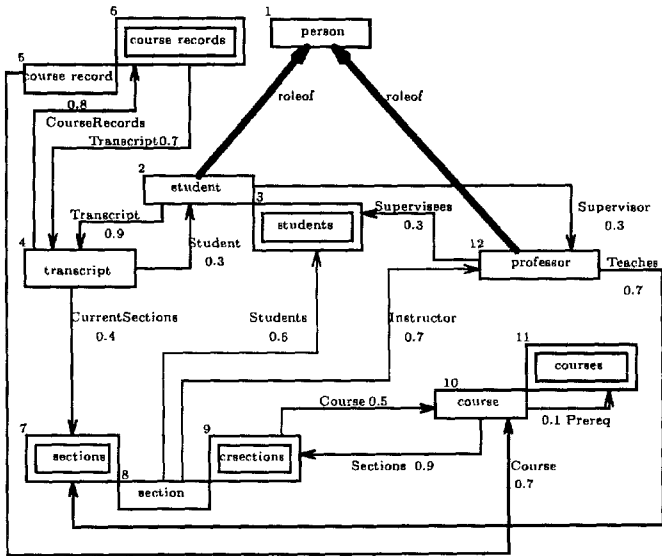 1
person
6
course records
5
course record
0.8
CourseRecords
Transcript 0.7
roleof
roleof
2
student
3
students
Transcript
0.9
Student
0.3
Supervisees
0.3
Supervisor
0.3
4
transcript
12
professor
Teaches
0.7
CurrentSections
0.4
Students
0.5
Instructor
0.7
11
courses
10
course
0.1 Prereq
Course 0.5
7
sections
8
section
9
crsections
Sections 0.9
Course
0.7